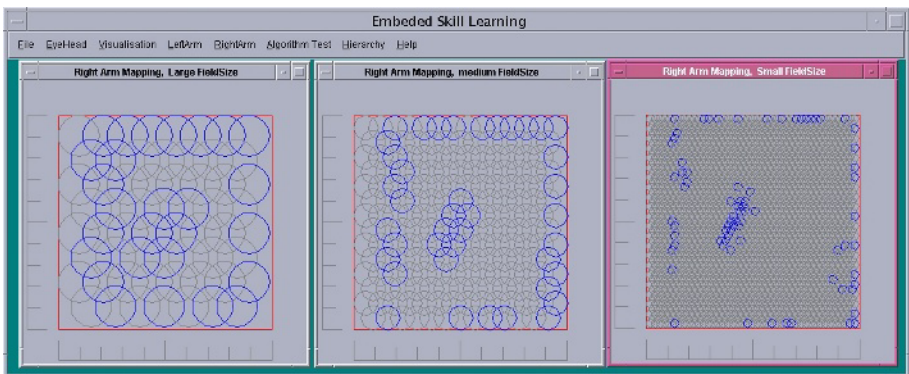 Embeded Skill Learning
File EyeHead Visualisation LeftArm RightArm Algorithm Test Hierarchy Help
Right Arm Mapping, Large FieldSize
Right Arm Mapping, medium FieldSize
Right Arm Mapping, Small FieldSize